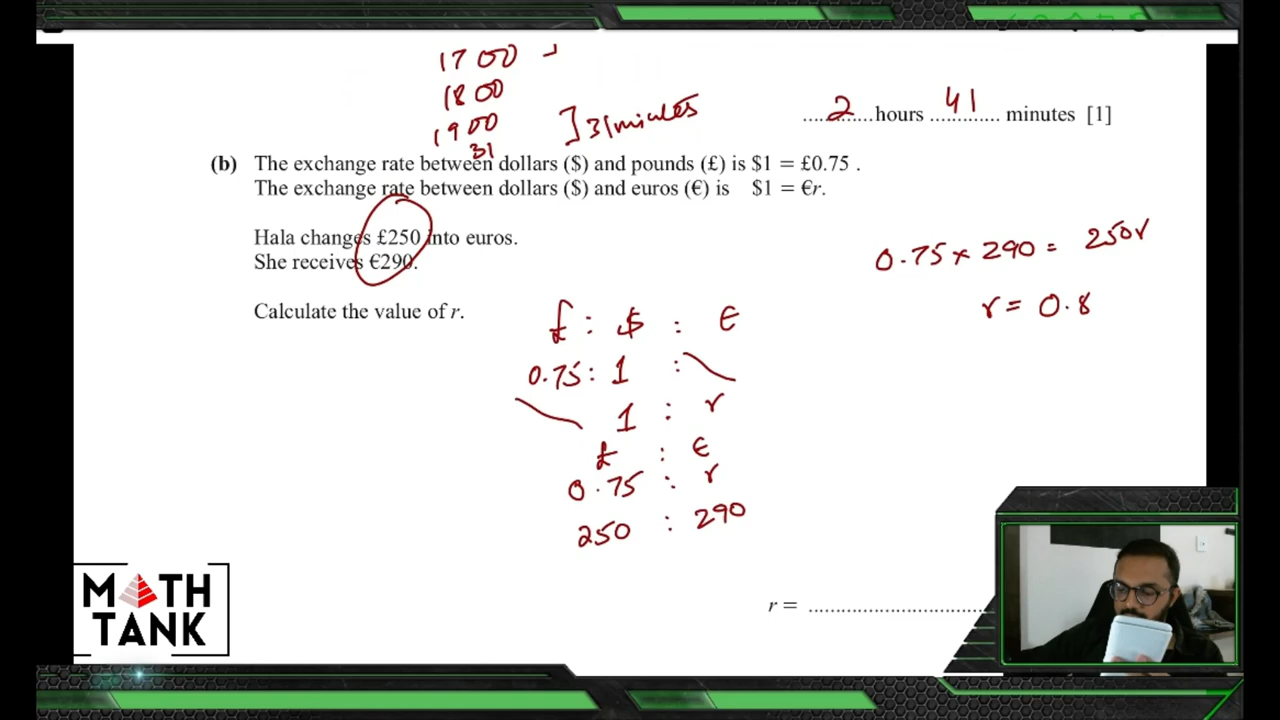 1700
1800
1900
31
] 31 minutes
2 hours 41 minutes [1]
(b) The exchange rate between dollars ($) and pounds (£) is $1 = £0.75 .
The exchange rate between dollars ($) and euros (€) is $1 = €r.
Hala changes £250 into euros.
She receives €290.
Calculate the value of r.
0.75 × 290 = 250r
r = 0.8
£ : $ : €
0.75 : 1 :
1 : r
£ : €
0.75 : r
250 : 290
r = ................................
MATH
TANK